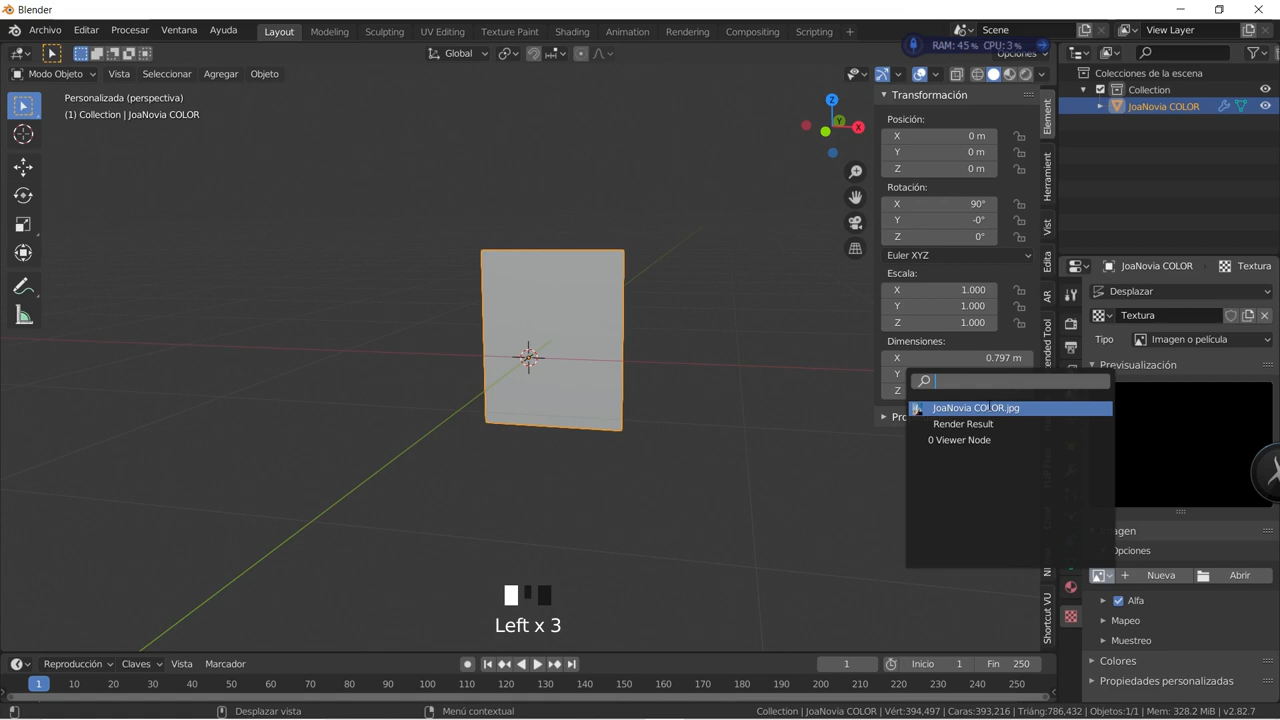 Blender
Archivo Editar Procesar Ventana Ayuda Layout Modeling Sculpting UV Editing Texture Paint Shading Animation Rendering Compositing Scripting + Scene View Layer
RAM: 45 % CPU: 3 %
Global Opciones
Modo Objeto Vista Seleccionar Agregar Objeto
Personalizada (perspectiva)
(1) Collection | JoaNovia COLOR
Z
Y
X
Transformación
Posición:
X 0 m
Y 0 m
Z 0 m
Rotación:
X 90°
Y -0°
Z 0°
Euler XYZ
Escala:
X 1.000
Y 1.000
Z 1.000
Dimensiones:
X 0.797 m
Y
Z
Element
Herramient
Vist
Edita
AR
Shortcut VU
Colecciones de la escena
Collection
JoaNovia COLOR
JoaNovia COLOR Textura
Desplazar
Textura
Tipo Imagen o película
Previsualización
JoaNovia COLOR.jpg
Render Result
0 Viewer Node
Opciones
Nueva Abrir
Alfa
Mapeo
Muestreo
Colores
Propiedades personalizadas
Left x 3
Reproducción Claves Vista Marcador 1 Inicio 1 Fin 250
1 10 20 30 40 50 60 70 80 90 100 110 120 130 140 150 160 170 180 190 200 210 220 230 240 250
Desplazar vista Menú contextual Collection | JoaNovia COLOR | Vért:394,497 | Caras:393,216 | Triáng:786,432 | Objetos:1/1 | Mem: 328.2 MiB | v2.82.7